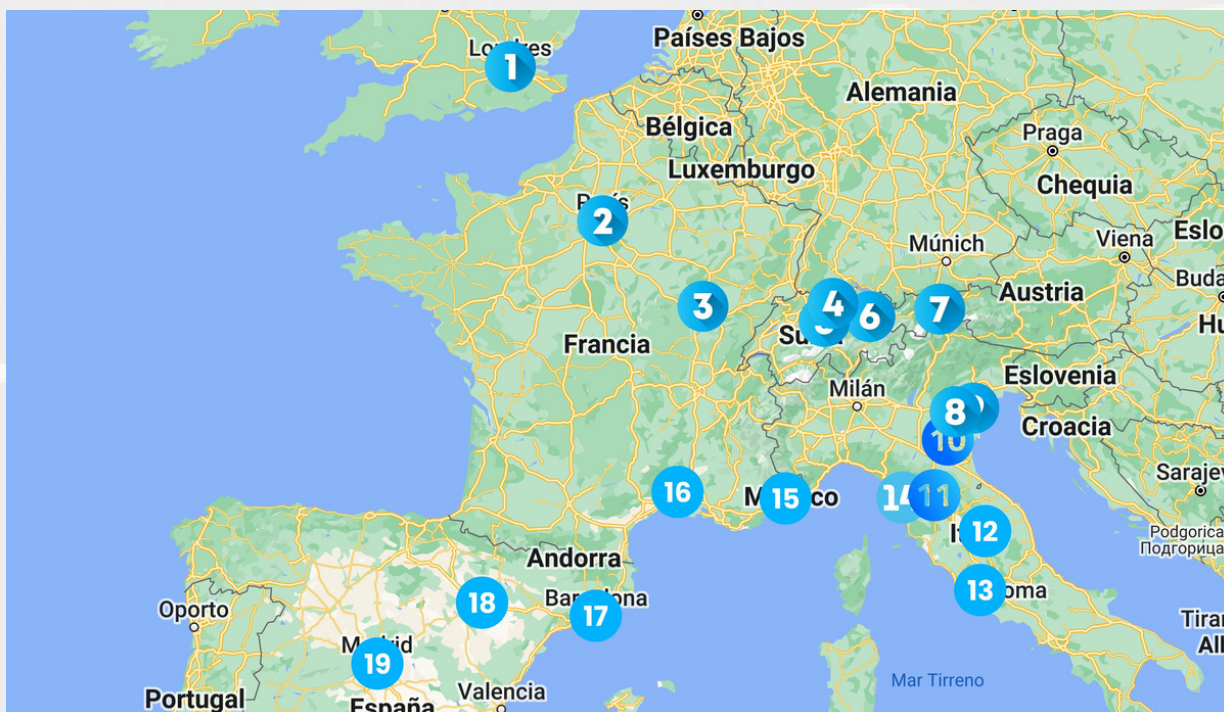 Londres
1
Países Bajos
Alemania
Bélgica
Praga
Luxemburgo
Chequia
2
Múnich
Viena
3
4
6
7
Austria
Francia
Milán
Eslovenia
8
10
Croacia
16
15
14
11
12
Podgorica
Подгорица
Andorra
13
18
17
Oporto
19
Mar Tirreno
Valencia
Portugal
España